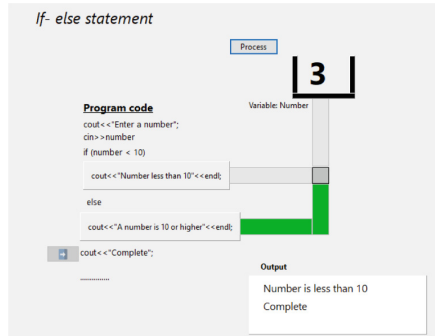 If- else statement
Process
3
Program code
Variable: Number
cout<<"Enter a number";
cin>>number
if (number < 10)
cout<<"Number less than 10"<<endl;
else
cout<<"A number is 10 or higher"<<endl;
cout<<"Complete";
...............
Output
Number is less than 10
Complete